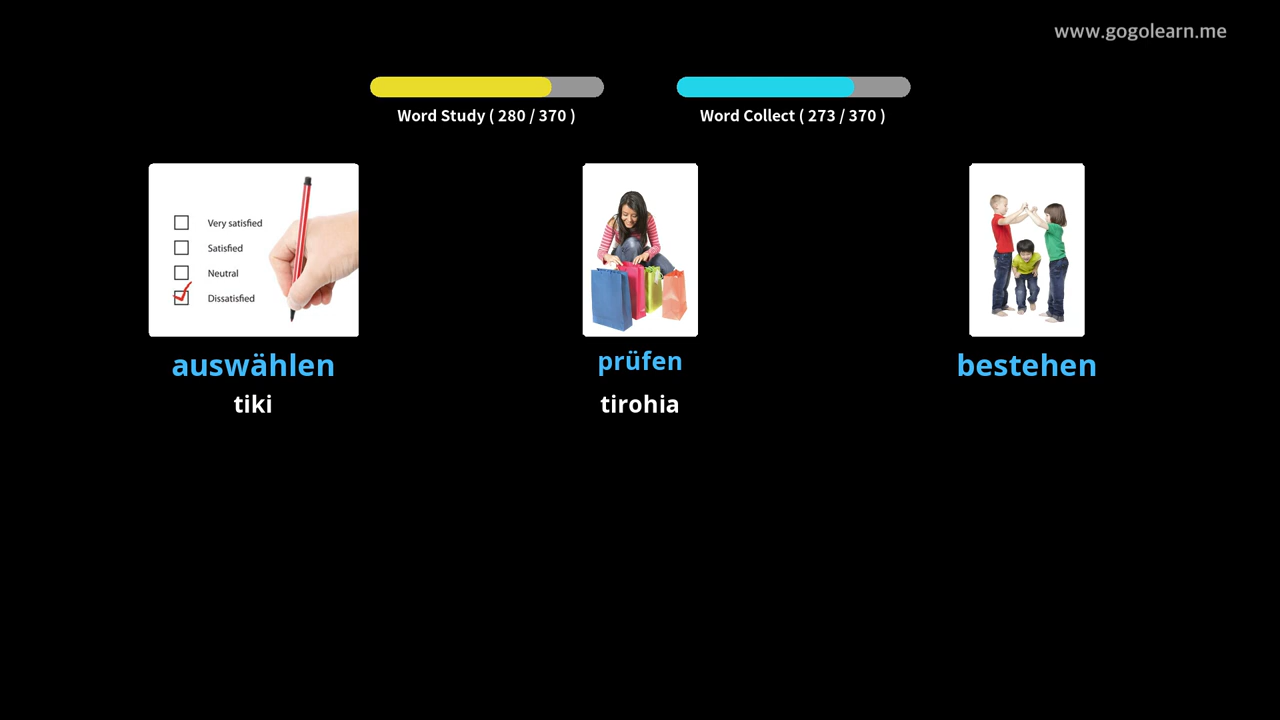 www.gogolearn.me
Word Study ( 280 / 370 )
Word Collect ( 273 / 370 )
Very satisfied
Satisfied
Neutral
Dissatisfied
auswählen
tiki
prüfen
tirohia
bestehen